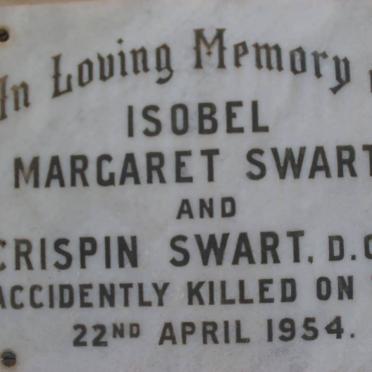 In Loving Memory
ISOBEL
MARGARET SWART
AND
CRISPIN SWART, D.
ACCIDENTLY KILLED ON
22ND APRIL 1954.